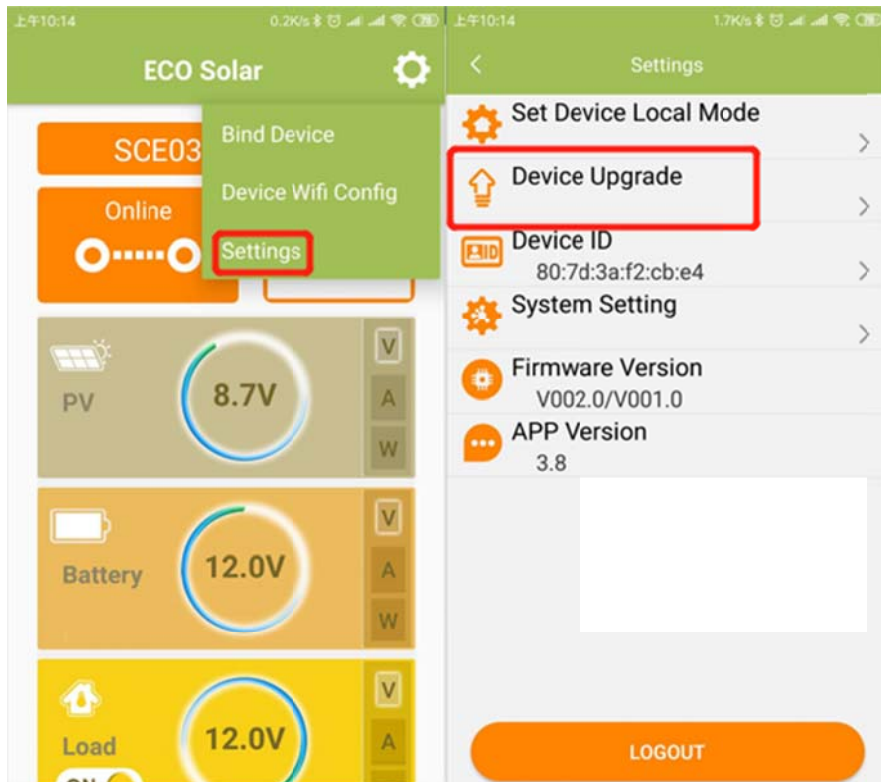 上午10:14
0.2K/s
78
ECO Solar
SCE03
Bind Device
Device Wifi Config
Settings
Online
PV
8.7V
V
A
W
Battery
12.0V
V
A
W
Load
12.0V
V
A
ON
上午10:14
1.7K/s
78
Settings
Set Device Local Mode
Device Upgrade
ID
Device ID
80:7d:3a:f2:cb:e4
System Setting
Firmware Version
V002.0/V001.0
APP Version
3.8
LOGOUT